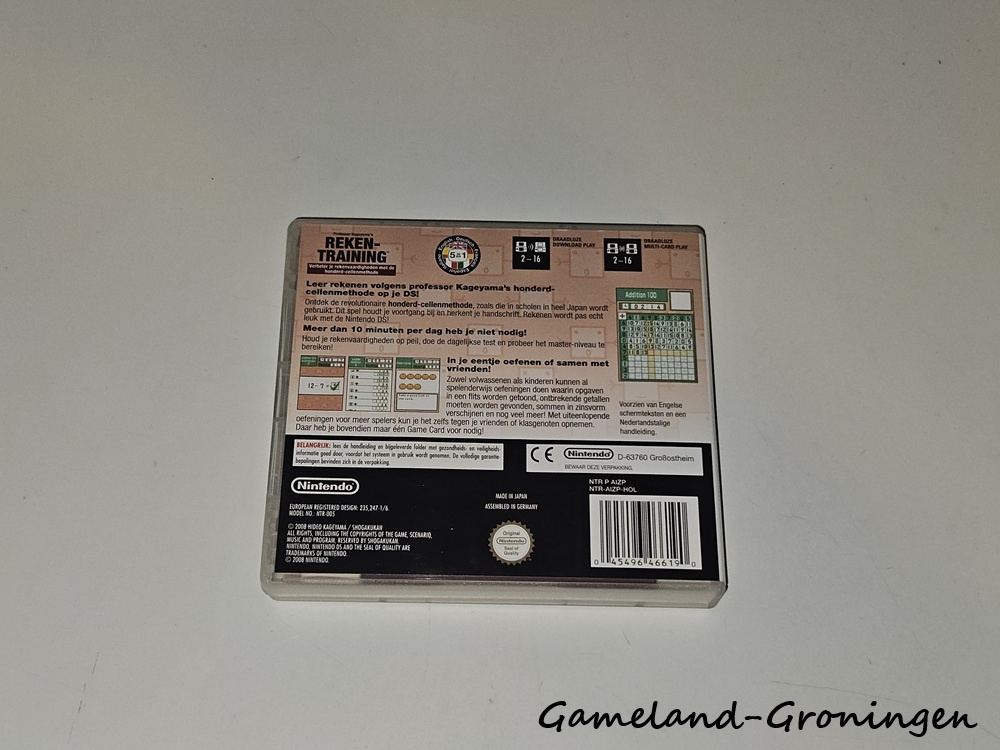 Professor Kageyama's
REKEN-
TRAINING™
Verbeter je rekenvaardigheden met de
honderd-cellenmethode
English Deutsch Français Español Italiano
5 in 1
2-16
DRAADLOZE
DOWNLOAD PLAY
2-16
DRAADLOZE
MULTI-CARD PLAY
Leer rekenen volgens professor Kageyama's honderd-
cellenmethode op je DS!
Ontdek de revolutionaire honderd-cellenmethode, zoals die in scholen in heel Japan wordt
gebruikt. Dit spel houdt je voortgang bij en herkent je handschrift. Rekenen wordt pas echt
leuk met de Nintendo DS!
Meer dan 10 minuten per dag heb je niet nodig!
Houd je rekenvaardigheden op peil, doe de dagelijkse test en probeer het master-niveau te
bereiken!
12-7=
In je eentje oefenen of samen met
vrienden!
Zowel volwassenen als kinderen kunnen al
spelenderwijs oefeningen doen waarin opgaven
in een flits worden getoond, ontbrekende getallen
moeten worden gevonden, sommen in zinsvorm
verschijnen en nog veel meer! Met uiteenlopende
oefeningen voor meer spelers kun je het zelfs tegen je vrienden of klasgenoten opnemen.
Daar heb je bovendien maar één Game Card voor nodig!
Addition 100
Voorzien van Engelse
schermteksten en een
Nederlandstalige
handleiding.
BELANGRIJK: lees de handleiding en bijgeleverde folder met gezondheids- en veiligheids-
informatie goed door, voordat het systeem in gebruik wordt genomen. De volledige garantie-
bepalingen bevinden zich in de verpakking.
CE Nintendo® D-63760 Großostheim
BEWAAR DEZE VERPAKKING.
Nintendo®
EUROPEAN REGISTERED DESIGN: 235,247-1/6
MODEL NO.: NTR-005
MADE IN JAPAN
ASSEMBLED IN GERMANY
© 2008 HIDEO KAGEYAMA / SHOGAKUKAN
ALL RIGHTS, INCLUDING THE COPYRIGHTS OF THE GAME, SCENARIO,
MUSIC AND PROGRAM, RESERVED BY SHOGAKUKAN.
NINTENDO, NINTENDO DS AND THE SEAL OF QUALITY ARE
TRADEMARKS OF NINTENDO.
© 2008 NINTENDO.
Original
Nintendo
Seal of
Quality
NTR P AIZP
NTR-AIZP-HOL
0 45496 46619 0
Gameland-Groningen